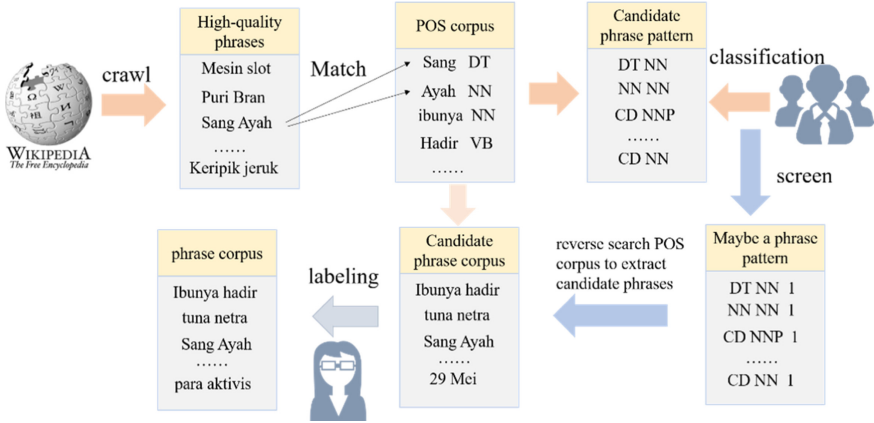 crawl
WIKIPEDIA
The Free Encyclopedia
High-quality
phrases
Mesin slot
Puri Bran
Sang Ayah
……
Keripik jeruk
Match
POS corpus
Sang DT
Ayah NN
ibunya NN
Hadir VB
……
Candidate
phrase pattern
DT NN
NN NN
CD NNP
……
CD NN
classification
screen
Maybe a phrase
pattern
DT NN 1
NN NN 1
CD NNP 1
……
CD NN 1
reverse search POS
corpus to extract
candidate phrases
Candidate
phrase corpus
Ibunya hadir
tuna netra
Sang Ayah
……
29 Mei
labeling
phrase corpus
Ibunya hadir
tuna netra
Sang Ayah
……
para aktivis